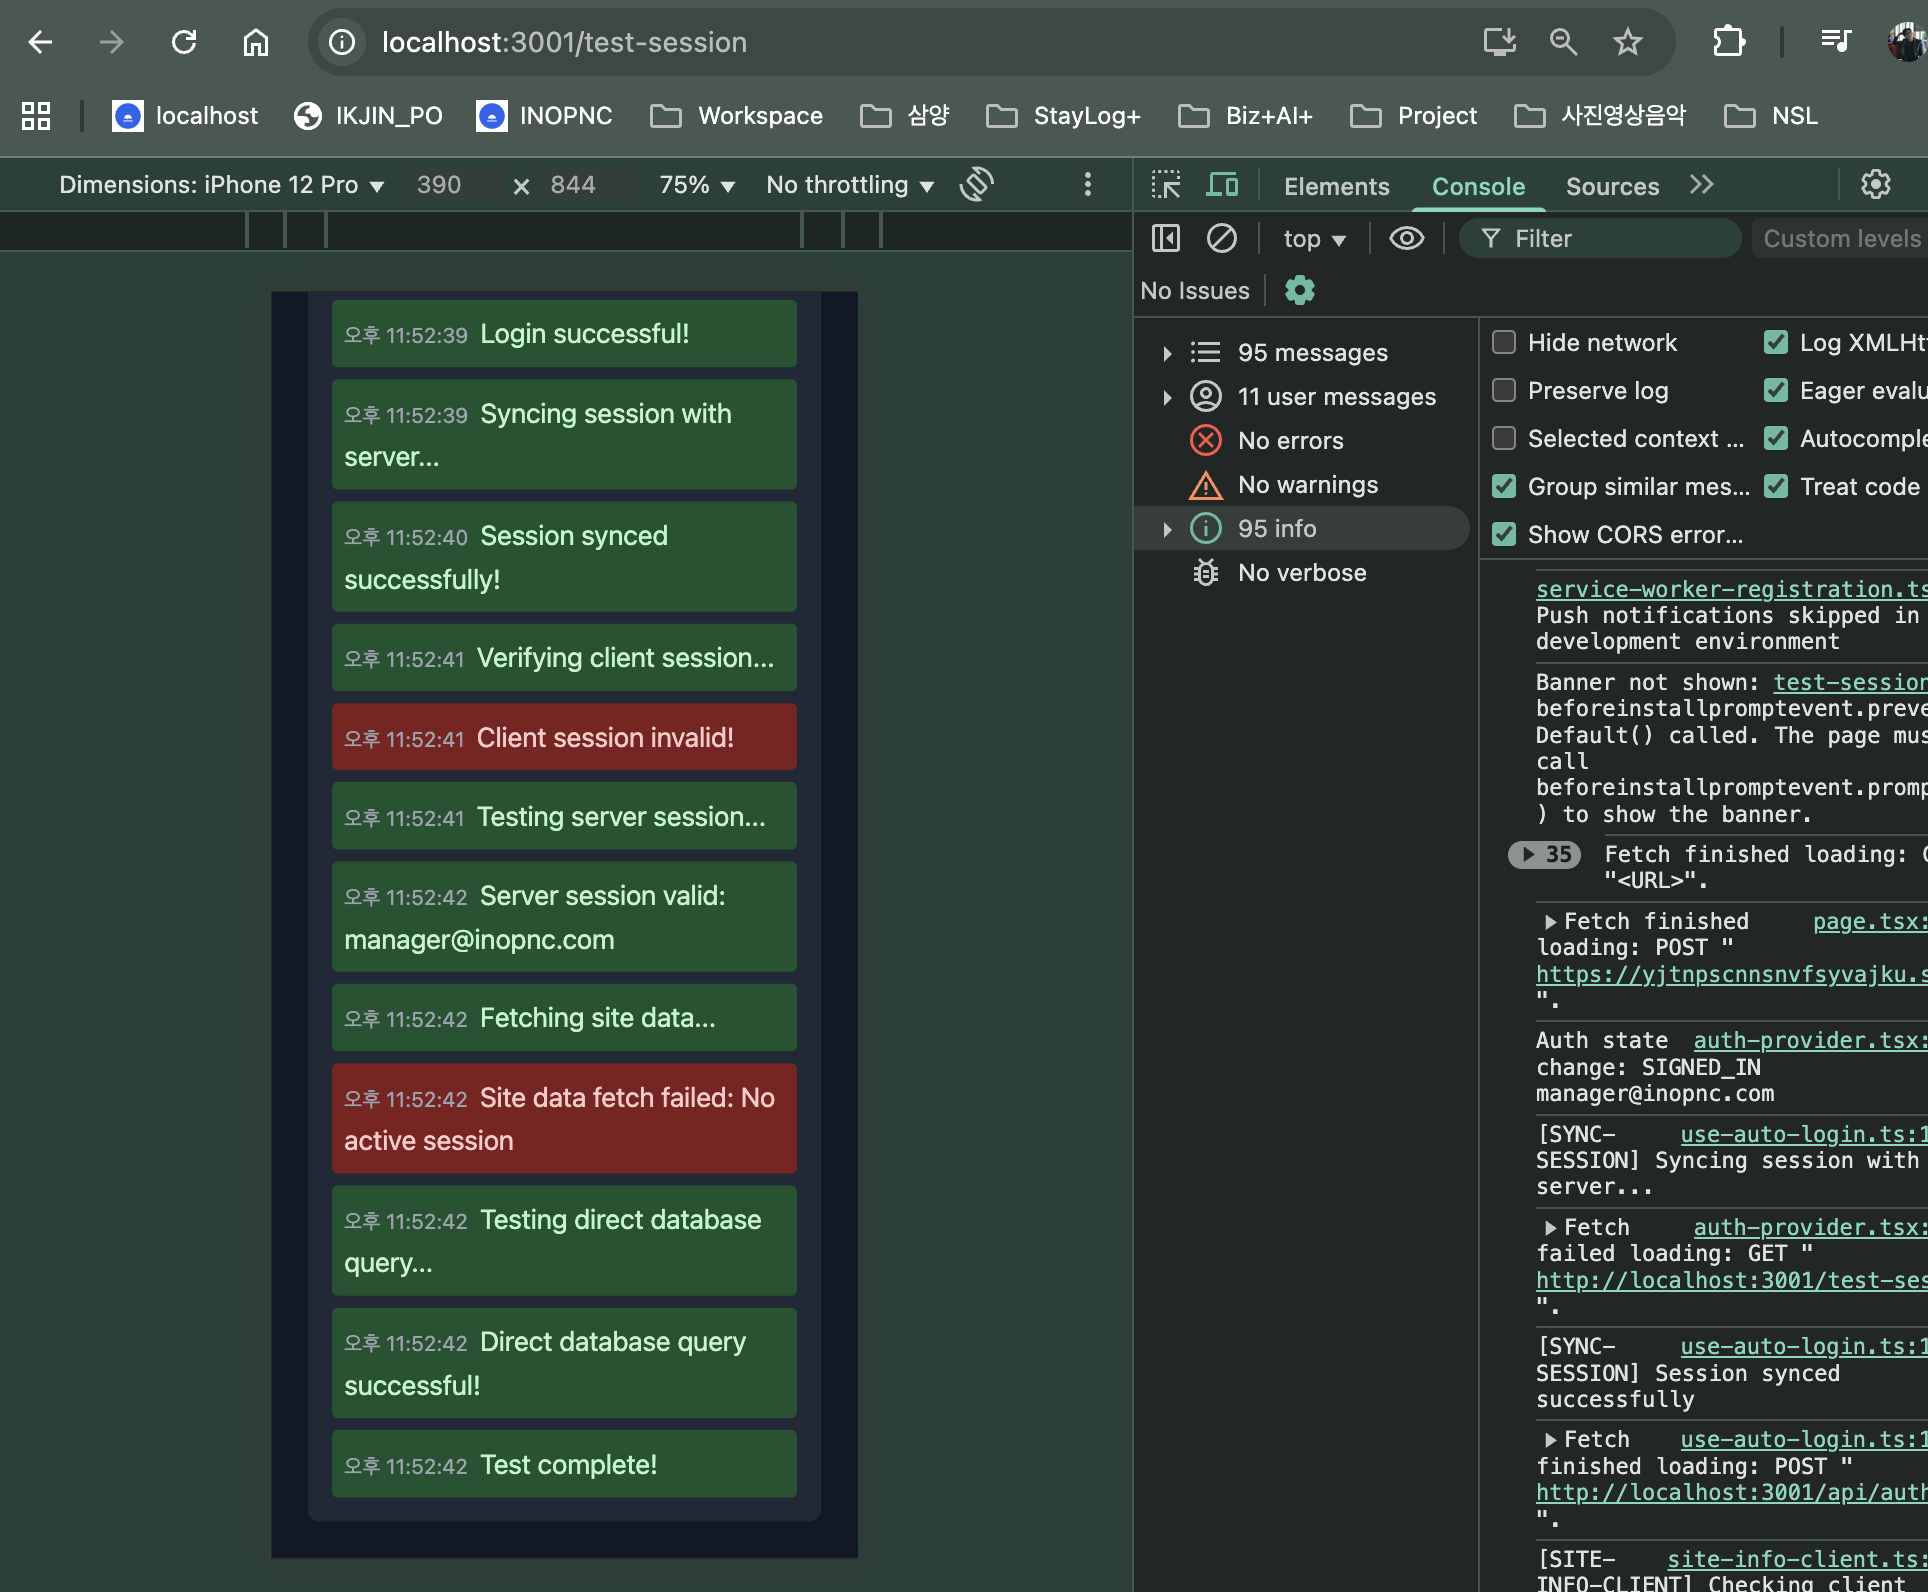 localhost:3001/test-session
localhost
IKJIN_PO
INOPNC
Workspace
삼양
StayLog+
Biz+AI+
Project
사진영상음악
NSL
Dimensions: iPhone 12 Pro ▼ 390 × 844 75% ▼ No throttling ▼
Elements Console Sources
top ▼ Filter Custom levels
No Issues
95 messages
11 user messages
No errors
No warnings
95 info
No verbose
Hide network
Log XMLHt
Preserve log
Eager evalu
Selected context ...
Autocomple
Group similar mes...
Treat code
Show CORS error...
오후 11:52:39 Login successful!
오후 11:52:39 Syncing session with
server...
오후 11:52:40 Session synced
successfully!
오후 11:52:41 Verifying client session...
오후 11:52:41 Client session invalid!
오후 11:52:41 Testing server session...
오후 11:52:42 Server session valid:
manager@inopnc.com
오후 11:52:42 Fetching site data...
오후 11:52:42 Site data fetch failed: No
active session
오후 11:52:42 Testing direct database
query...
오후 11:52:42 Direct database query
successful!
오후 11:52:42 Test complete!
service-worker-registration.ts
Push notifications skipped in
development environment
Banner not shown: test-session
beforeinstallpromptevent.preve
Default() called. The page mus
call
beforeinstallpromptevent.promp
) to show the banner.
35 Fetch finished loading:
"<URL>".
Fetch finished page.tsx:
loading: POST "
https://yjtnpscnnsnvfsyvajku.s
".
Auth state auth-provider.tsx:
change: SIGNED_IN
manager@inopnc.com
[SYNC- use-auto-login.ts:1
SESSION] Syncing session with
server...
Fetch auth-provider.tsx:
failed loading: GET "
http://localhost:3001/test-ses
".
[SYNC- use-auto-login.ts:1
SESSION] Session synced
successfully
Fetch use-auto-login.ts:1
finished loading: POST "
http://localhost:3001/api/auth
".
[SITE- site-info-client.ts:
INFO-CLIENT] Checking client